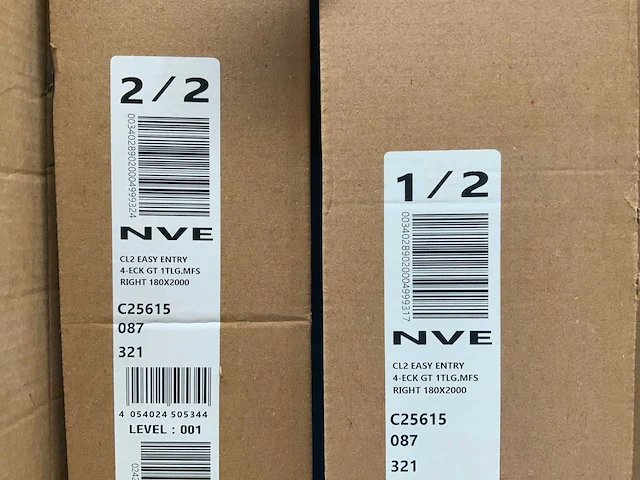 2/2
00340289020004999324
NVE
CL2 EASY ENTRY
4-ECK GT 1TLG.MFS
RIGHT 180X2000
C25615
087
321
4 054024 505344
LEVEL : 001
1/2
00340289020004999317
NVE
CL2 EASY ENTRY
4-ECK GT 1TLG.MFS
RIGHT 180X2000
C25615
087
321